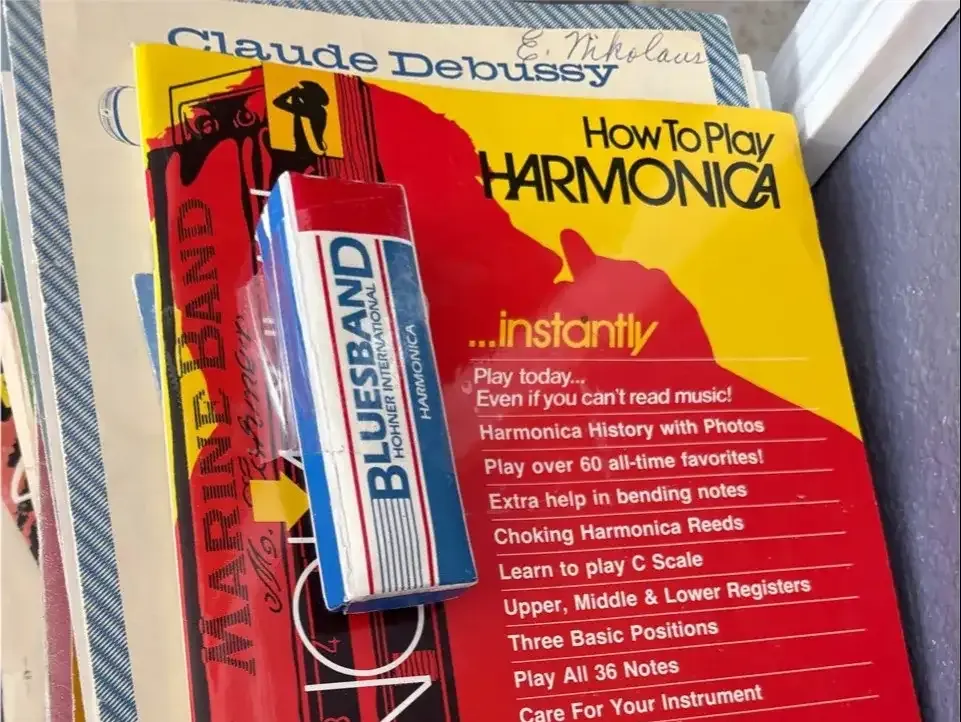 Claude Debussy
E. Nikolaus
How To Play
HARMONICA
...instantly
Play today...
Even if you can't read music!
Harmonica History with Photos
Play over 60 all-time favorites!
Extra help in bending notes
Choking Harmonica Reeds
Learn to play C Scale
Upper, Middle & Lower Registers
Three Basic Positions
Play All 36 Notes
Care For Your Instrument
MARINE BAND
M.
BLUESBAND
HOHNER INTERNATIONAL
HARMONICA
4